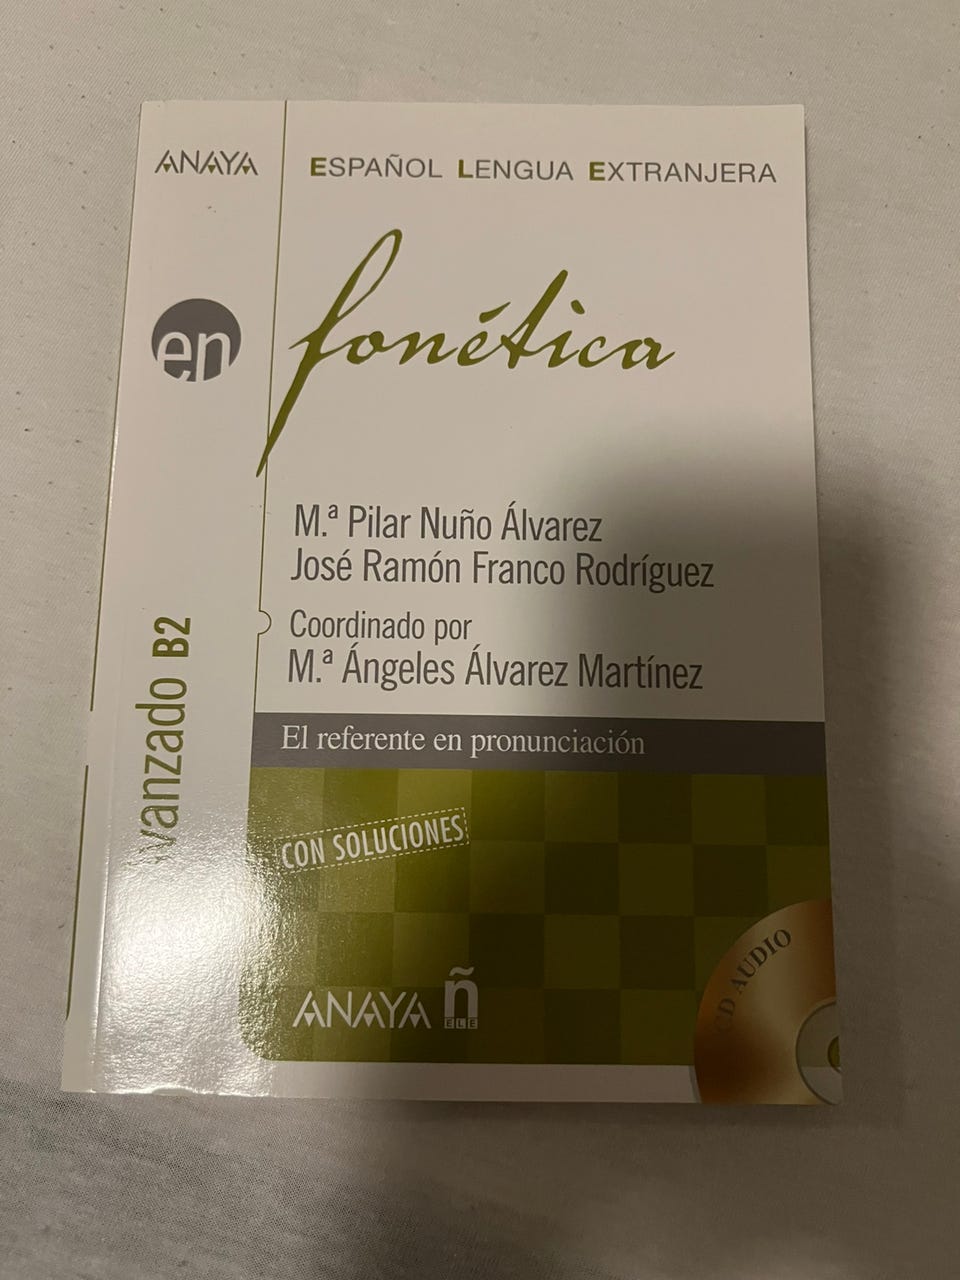 ANAYA
ESPAÑOL LENGUA EXTRANJERA
en
fonética
M.ª Pilar Nuño Álvarez
José Ramón Franco Rodríguez
Coordinado por
M.ª Ángeles Álvarez Martínez
avanzado B2
El referente en pronunciación
CON SOLUCIONES
ANAYA ñ
ELE
CD AUDIO